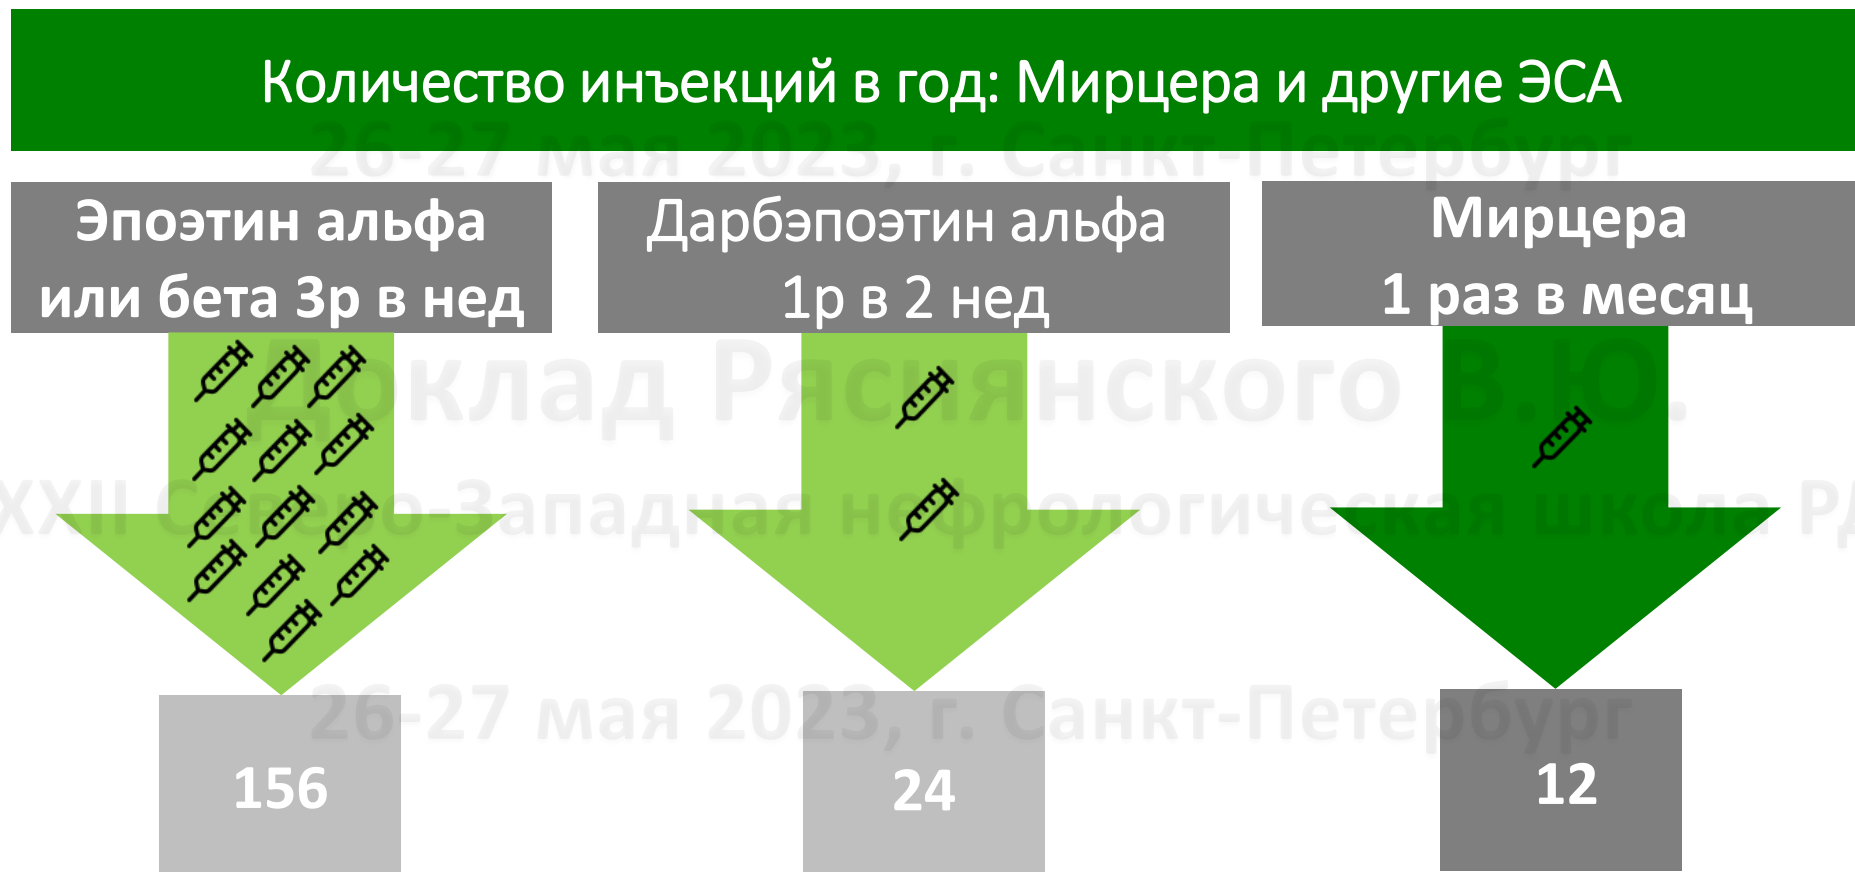 Количество инъекций в год: Мирцера и другие ЭСА
26-27 мая 2023, г. Санкт-Петербург
Эпоэтин альфа
или бета 3р в нед
Дарбэпоэтин альфа
1р в 2 нед
Мирцера
1 раз в месяц
Доклад Рясиянского В.Ю.
XXII Северо-Западная нефрологическая школа РД
26-27 мая 2023, г. Санкт-Петербург
156
24
12